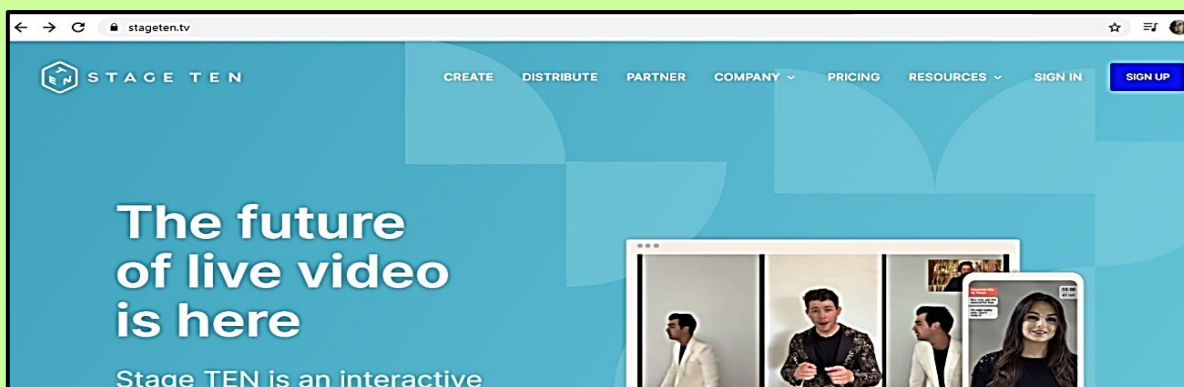 stageten.tv
TEN
STAGE TEN
CREATE DISTRIBUTE PARTNER COMPANY PRICING RESOURCES SIGN IN SIGN UP
The future
of live video
is here
Stage TEN is an interactive